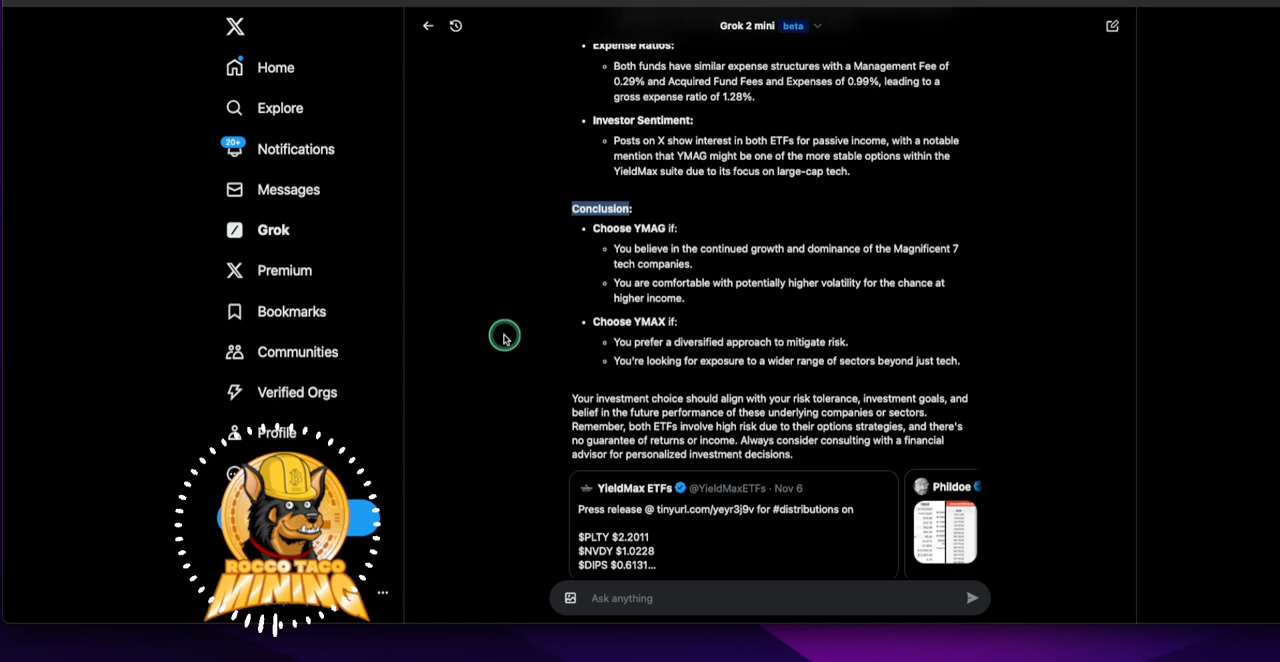 Grok 2 mini beta
Home
Explore
20+
Notifications
Messages
Grok
Premium
Bookmarks
Communities
Verified Orgs
Profile
Expense Ratios:
Both funds have similar expense structures with a Management Fee of
0.29% and Acquired Fund Fees and Expenses of 0.99%, leading to a
gross expense ratio of 1.28%.
Investor Sentiment:
Posts on X show interest in both ETFs for passive income, with a notable
mention that YMAG might be one of the more stable options within the
YieldMax suite due to its focus on large-cap tech.
Conclusion:
Choose YMAG if:
You believe in the continued growth and dominance of the Magnificent 7
tech companies.
You are comfortable with potentially higher volatility for the chance at
higher income.
Choose YMAX if:
You prefer a diversified approach to mitigate risk.
You're looking for exposure to a wider range of sectors beyond just tech.
Your investment choice should align with your risk tolerance, investment goals, and
belief in the future performance of these underlying companies or sectors.
Remember, both ETFs involve high risk due to their options strategies, and there's
no guarantee of returns or income. Always consider consulting with a financial
advisor for personalized investment decisions.
YieldMax ETFs @YieldMaxETFs · Nov 6
Press release @ tinyurl.com/yeyr3j9v for #distributions on
$PLTY $2.2011
$NVDY $1.0228
$DIPS $0.6131...
Phildoe
Ask anything
ROCCO TACO
MINING